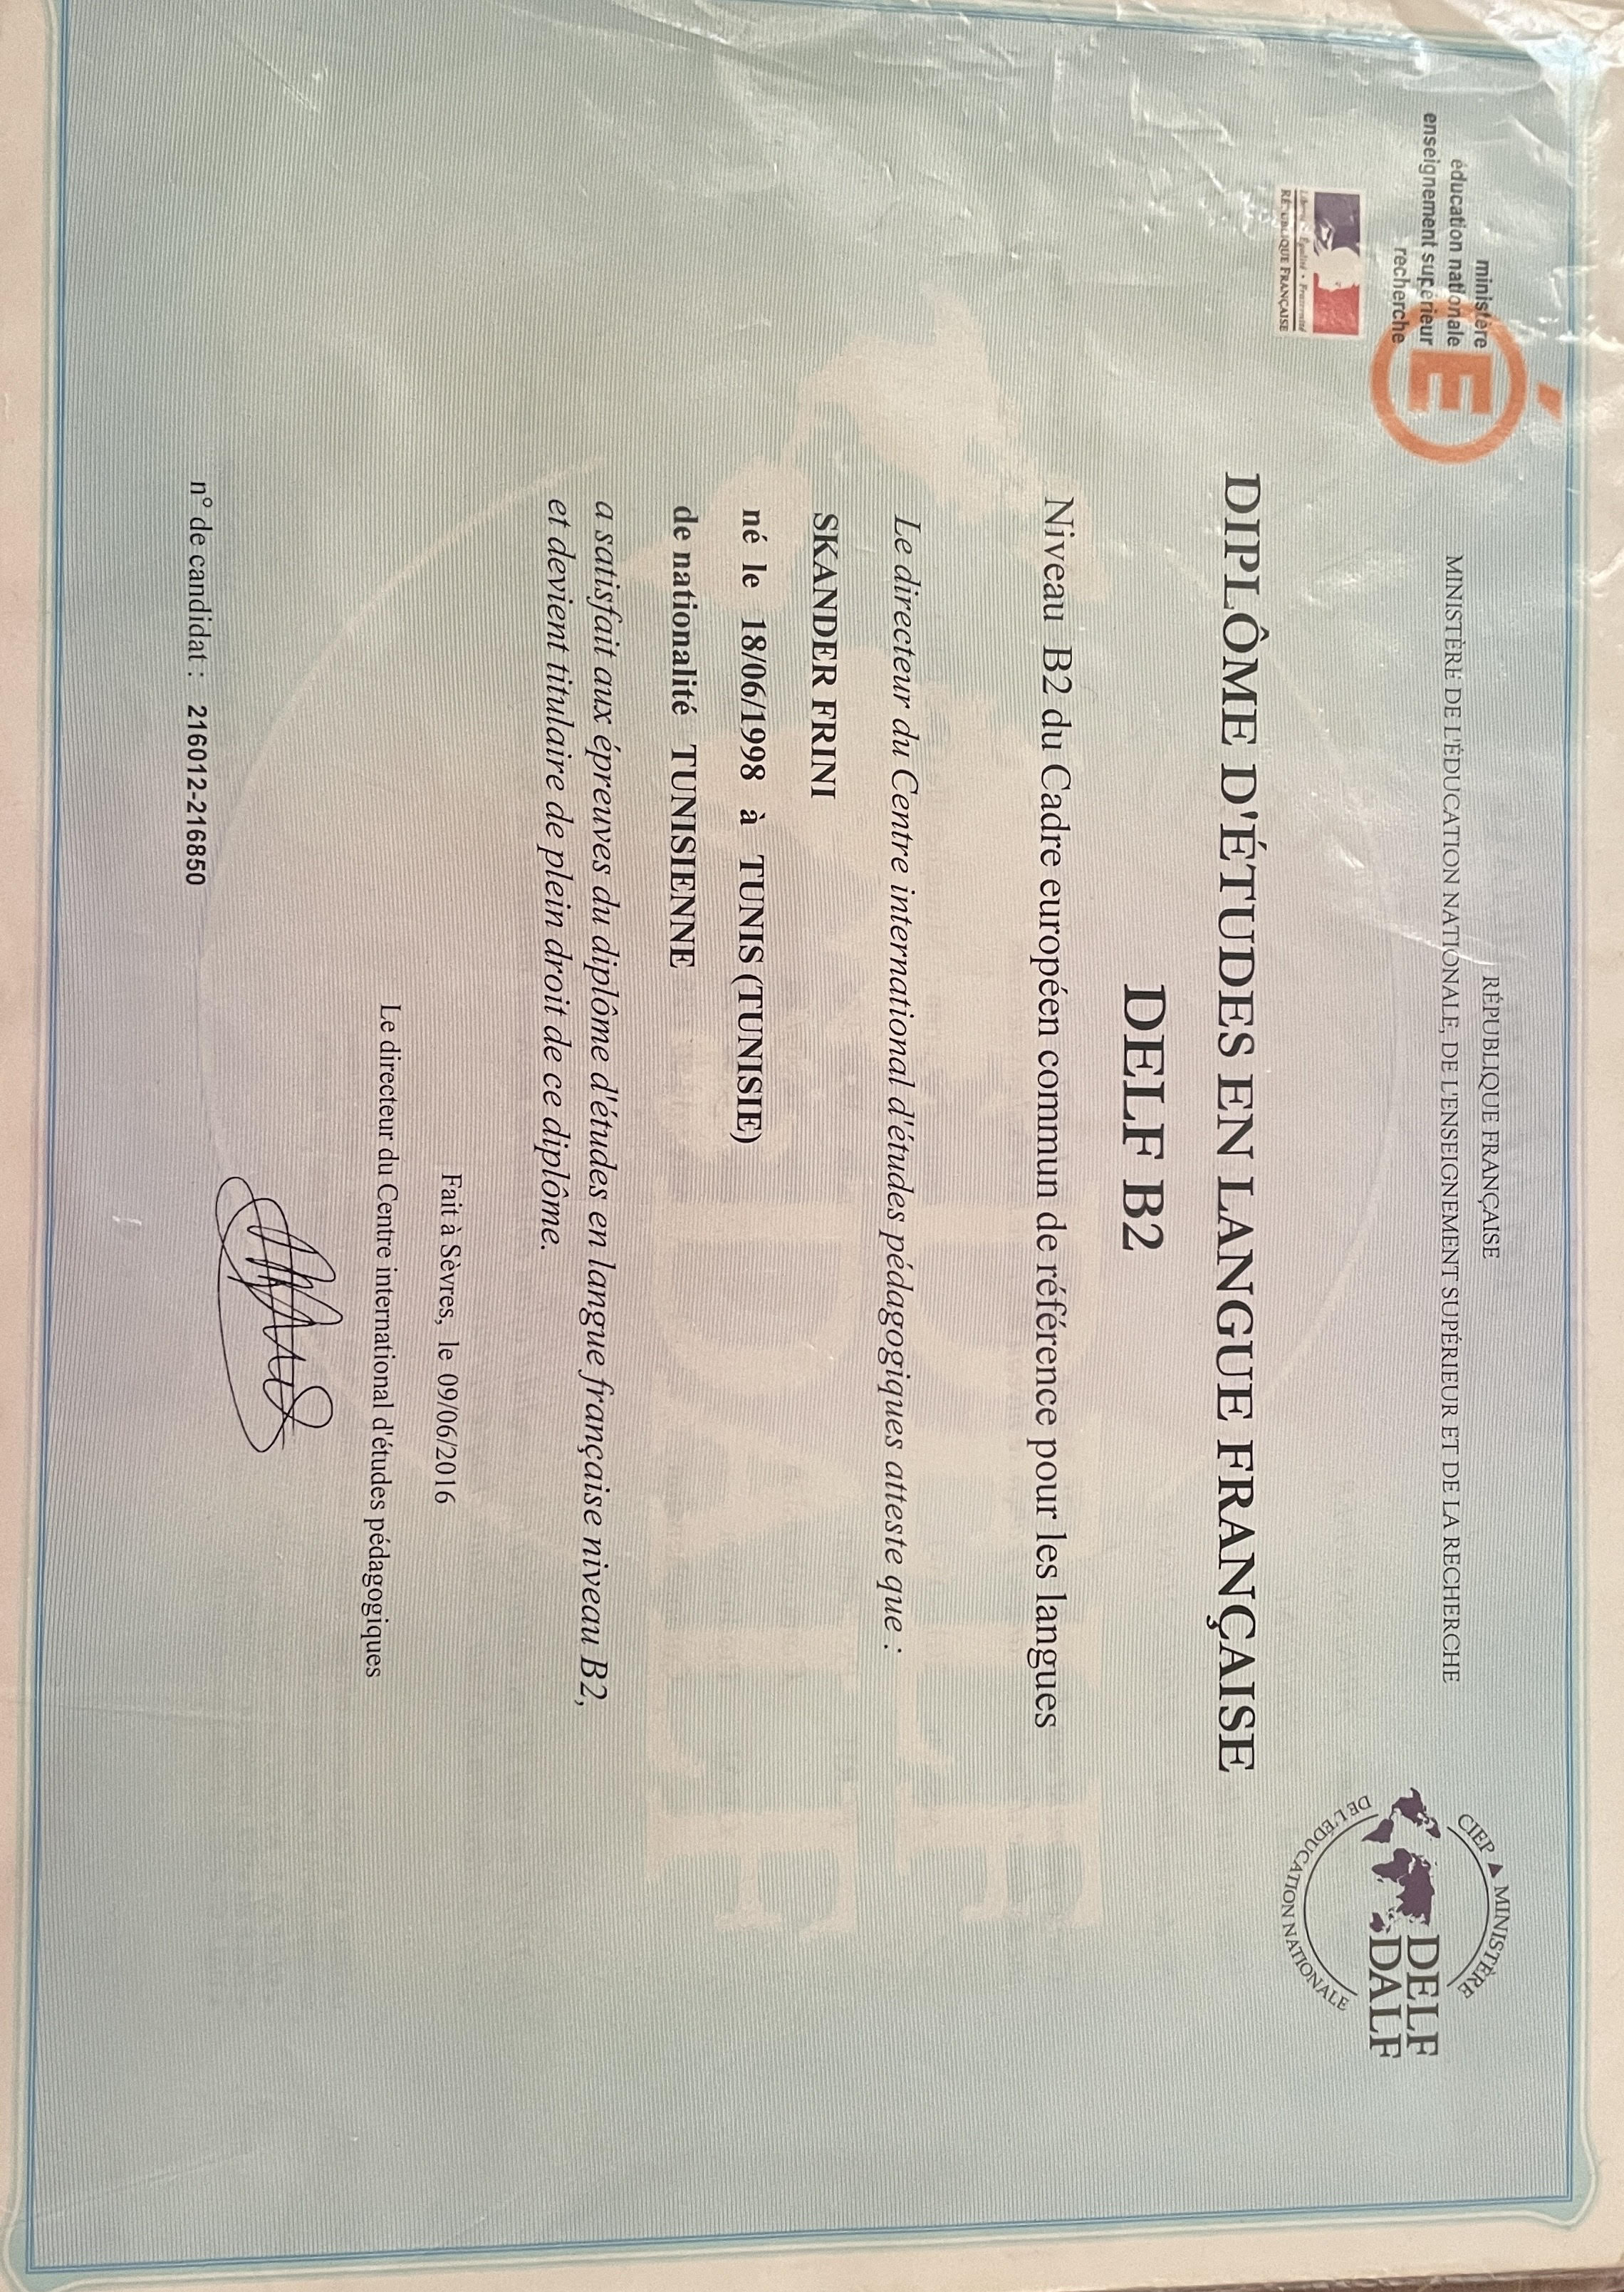 ministère
éducation nationale
enseignement supérieur
recherche
É
Liberté • Égalité • Fraternité
RÉPUBLIQUE FRANÇAISE
RÉPUBLIQUE FRANÇAISE
MINISTÈRE DE L'ÉDUCATION NATIONALE, DE L'ENSEIGNEMENT SUPÉRIEUR ET DE LA RECHERCHE
CIEP ▲ MINISTÈRE
DELF
DALF
DE L'ÉDUCATION NATIONALE
DIPLÔME D'ÉTUDES EN LANGUE FRANÇAISE
DELF B2
Niveau B2 du Cadre européen commun de référence pour les langues
Le directeur du Centre international d'études pédagogiques atteste que :
SKANDER FRINI
né le 18/06/1998 à TUNIS (TUNISIE)
de nationalité TUNISIENNE
a satisfait aux épreuves du diplôme d'études en langue française niveau B2,
et devient titulaire de plein droit de ce diplôme.
Fait à Sèvres, le 09/06/2016
Le directeur du Centre international d'études pédagogiques
n° de candidat : 216012-216850
DELF
DALF